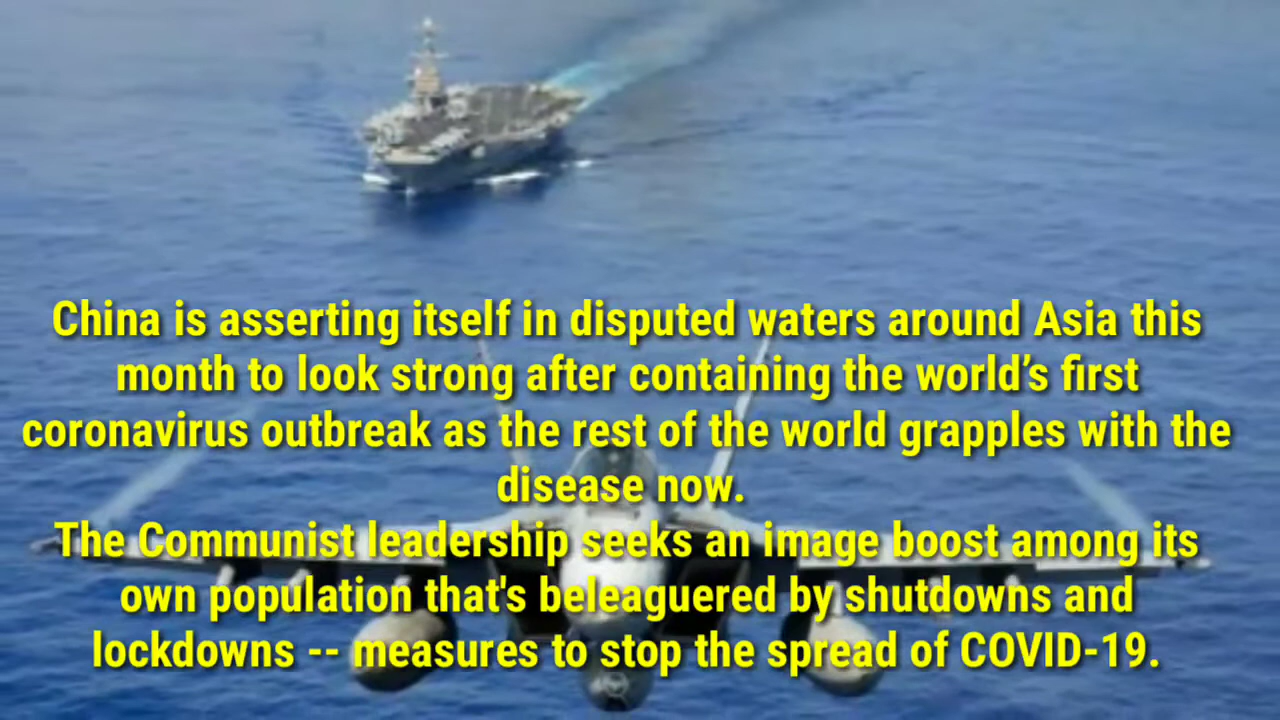 China is asserting itself in disputed waters around Asia this
month to look strong after containing the world’s first
coronavirus outbreak as the rest of the world grapples with the
disease now.
The Communist leadership seeks an image boost among its
own population that's beleaguered by shutdowns and
lockdowns -- measures to stop the spread of COVID-19.